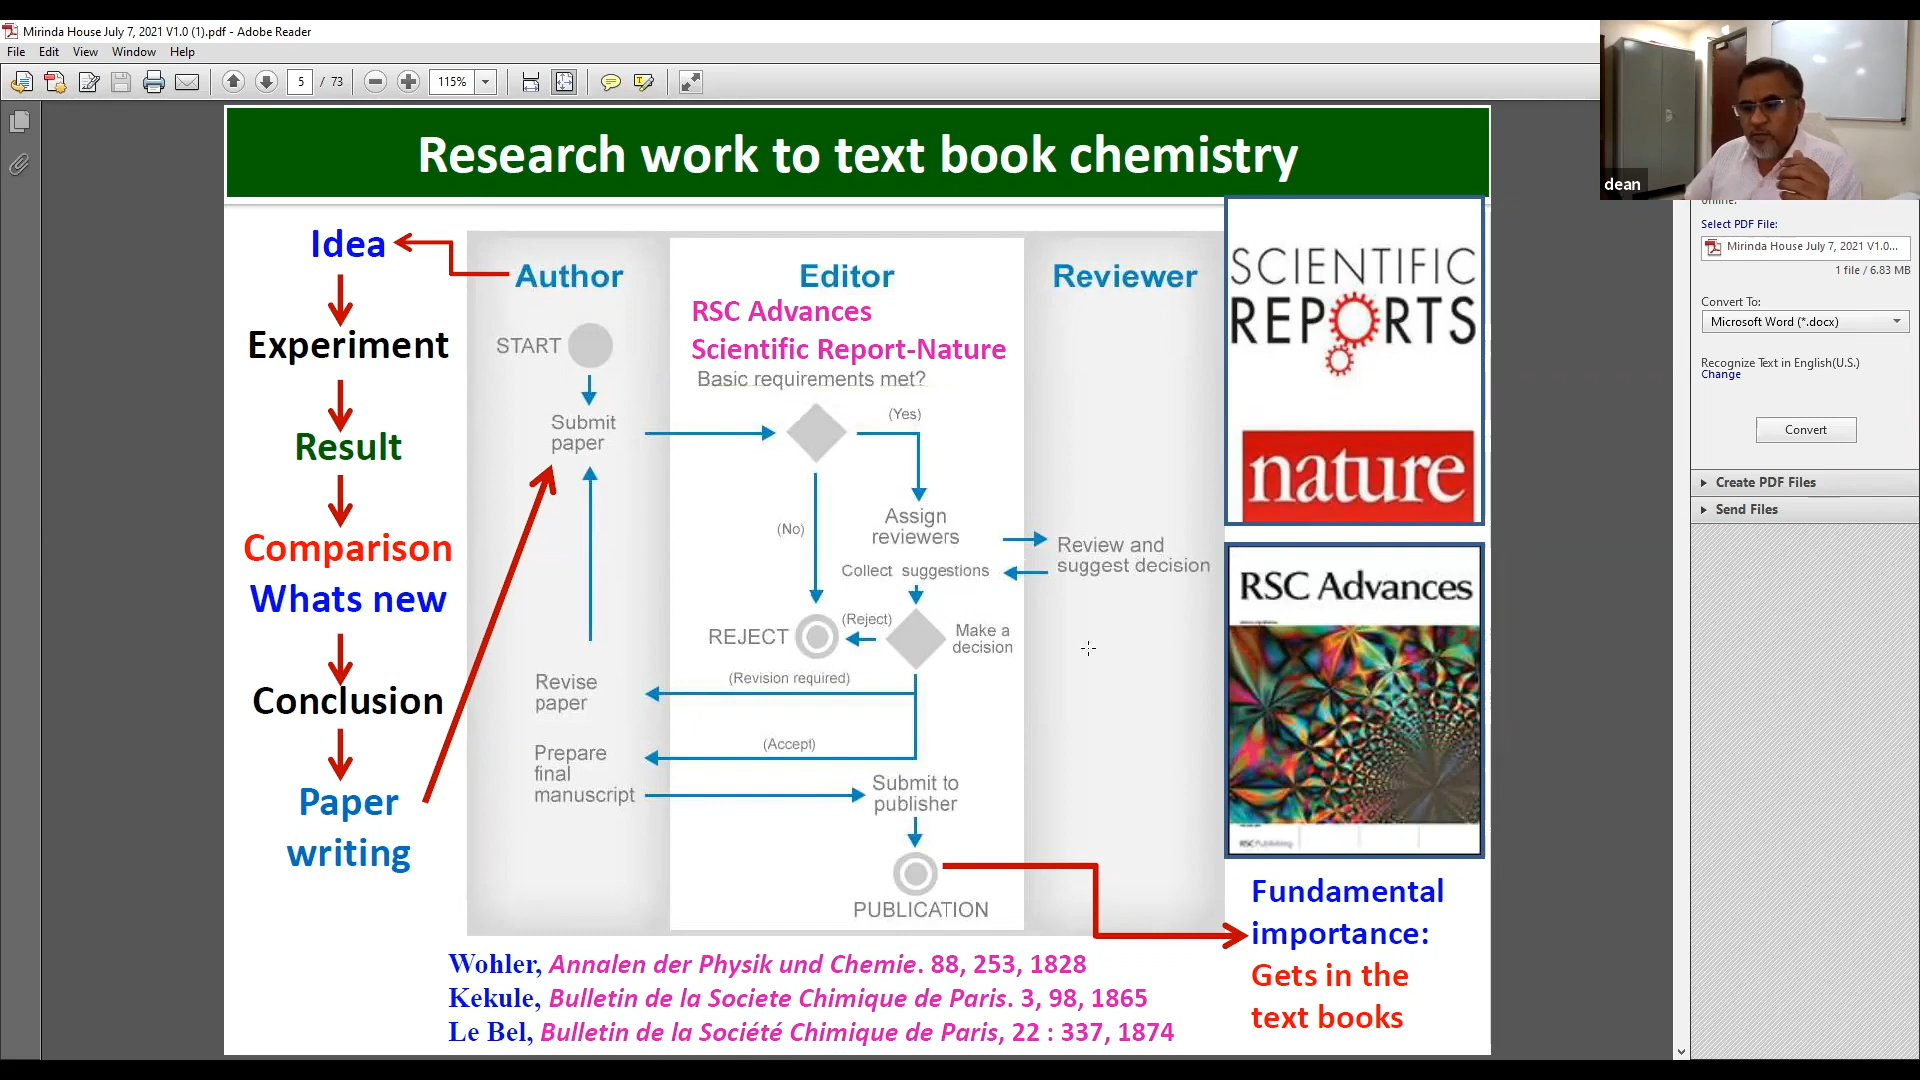 Mirinda House July 7, 2021 V1.0 (1).pdf - Adobe Reader
File Edit View Window Help
5 / 73 115%
dean
Research work to text book chemistry
Idea
Experiment
Result
Comparison
Whats new
Conclusion
Paper
writing
Author
Editor
Reviewer
RSC Advances
Scientific Report-Nature
START
Basic requirements met?
Submit
paper
(Yes)
(No)
Assign
reviewers
Collect suggestions
Review and
suggest decision
REJECT
(Reject)
Make a
decision
(Revision required)
Revise
paper
(Accept)
Prepare
final
manuscript
Submit to
publisher
PUBLICATION
SCIENTIFIC
REPORTS
nature
RSC Advances
RSC Publishing
Fundamental
importance:
Gets in the
text books
Wohler, Annalen der Physik und Chemie. 88, 253, 1828
Kekule, Bulletin de la Societe Chimique de Paris. 3, 98, 1865
Le Bel, Bulletin de la Société Chimique de Paris, 22 : 337, 1874
online.
Select PDF File:
Mirinda House July 7, 2021 V1.0...
1 file / 6.83 MB
Convert To:
Microsoft Word (*.docx)
Recognize Text in English(U.S.)
Change
Convert
Create PDF Files
Send Files